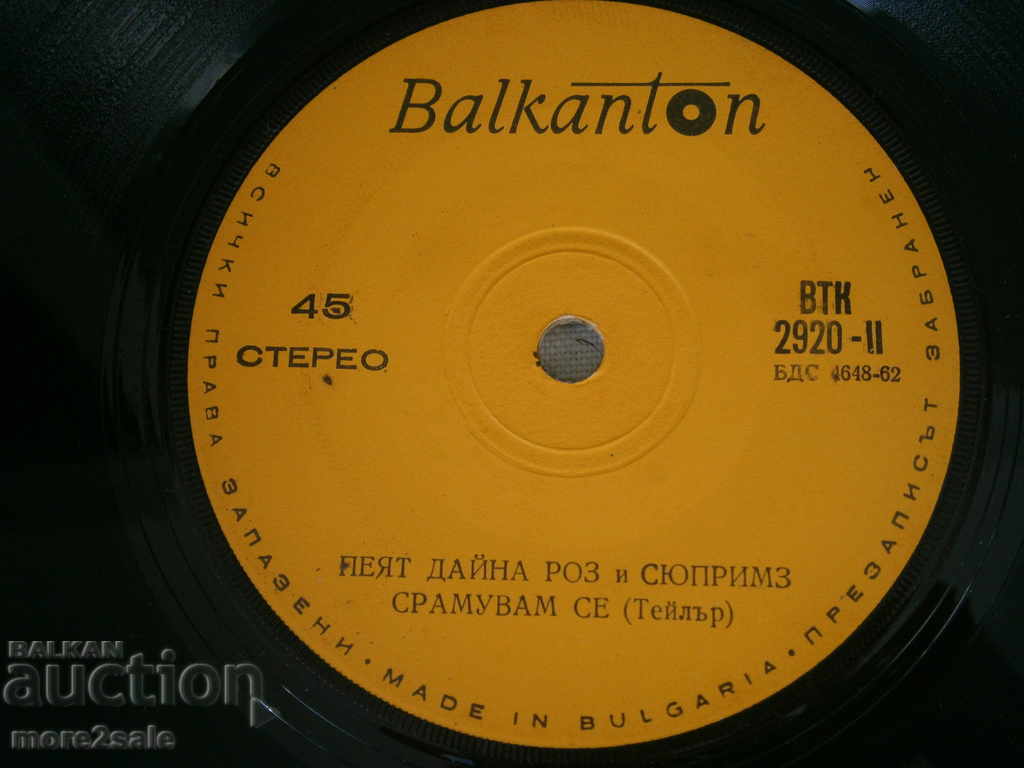 Balkanton
45
СТЕРЕО
ВТК
2920-II
БДС 4648-62
ПЕЯТ ДАЙНА РОЗ и СЮПРИМЗ
СРАМУВАМ СЕ (Тейлър)
ВСИЧКИ ПРАВА ЗАПАЗЕНИ • MADE IN BULGARIA • ПРЕЗАПИСЪТ ЗАБРАНЕН
BALKAN
auction
more2sale